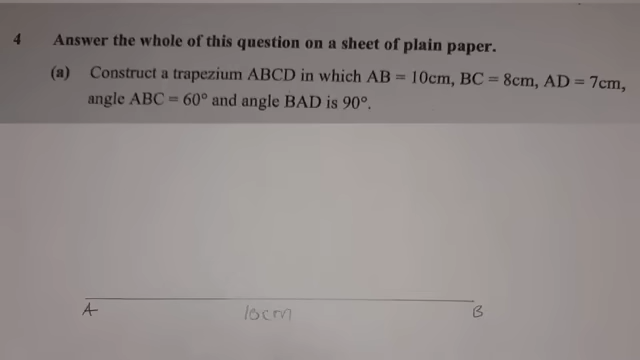 4 Answer the whole of this question on a sheet of plain paper.
(a) Construct a trapezium ABCD in which AB = 10cm, BC = 8cm, AD = 7cm,
angle ABC = 60° and angle BAD is 90°.
A 10cm B